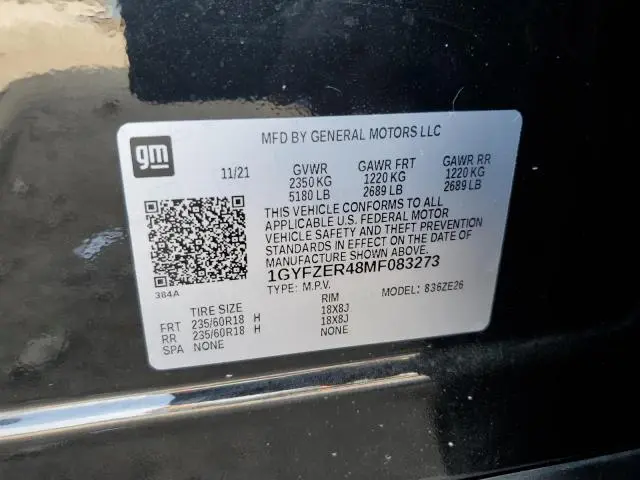 MFD BY GENERAL MOTORS LLC
gm
11/21 GVWR GAWR FRT GAWR RR
2350 KG 1220 KG 1220 KG
5180 LB 2689 LB 2689 LB
THIS VEHICLE CONFORMS TO ALL
APPLICABLE U.S. FEDERAL MOTOR
VEHICLE SAFETY AND THEFT PREVENTION
STANDARDS IN EFFECT ON THE DATE OF
MANUFACTURE SHOWN ABOVE.
1GYFZER48MF083273
384A TYPE: M.P.V. MODEL: 836ZE26
TIRE SIZE RIM
FRT 235/60R18 H 18X8J
RR 235/60R18 H 18X8J
SPA NONE NONE